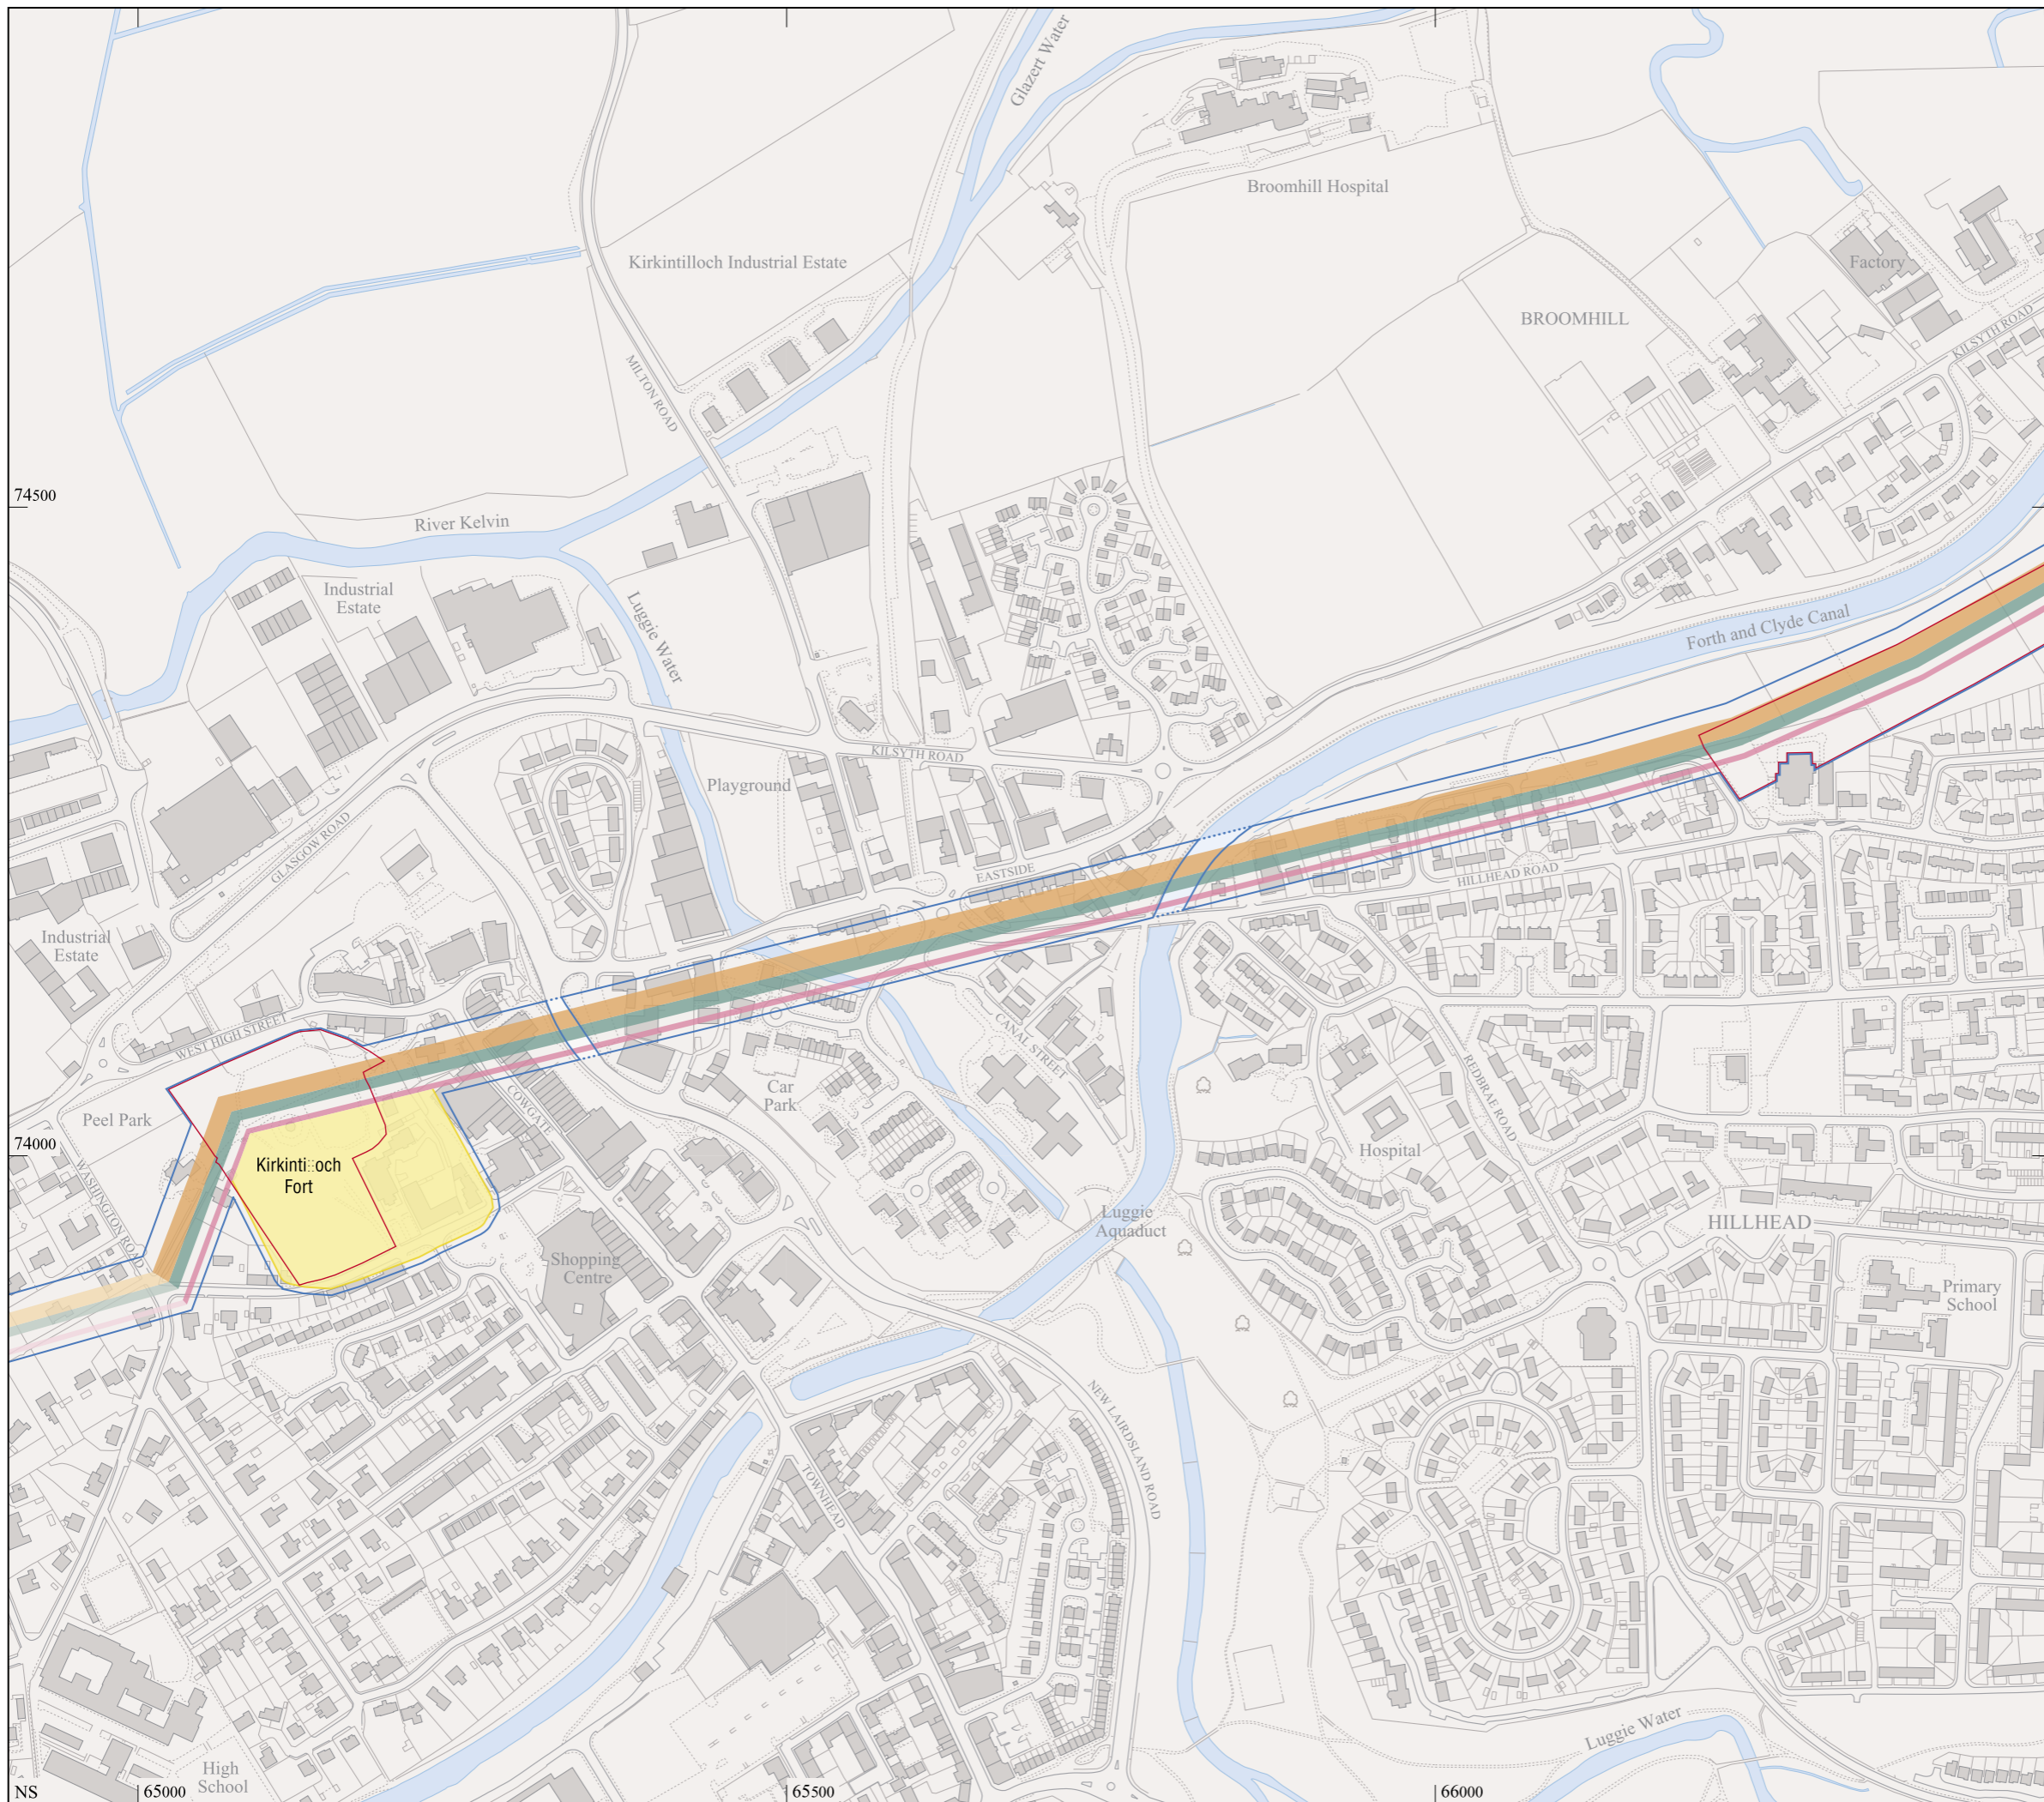 Glazert Water
Broomhill Hospital
Kirkintilloch Industrial Estate
Factory
BROOMHILL
KILSYTH ROAD
MILTON ROAD
74500
River Kelvin
Industrial
Estate
Luggie Water
Forth and Clyde Canal
KILSYTH ROAD
Playground
GLASGOW ROAD
EASTSIDE
HILLHEAD ROAD
Industrial
Estate
WEST HIGH STREET
CANAL STREET
REDBRAE ROAD
COWGATE
Car
Park
Peel Park
74000
Hospital
Kirkinti och
Fort
WASHINGTON ROAD
Luggie
Aquaduct
HILLHEAD
Shopping
Centre
Primary
School
NEW LAIRDSLAND ROAD
TOWNHEAD
Luggie Water
High
School
NS
65000
65500
66000